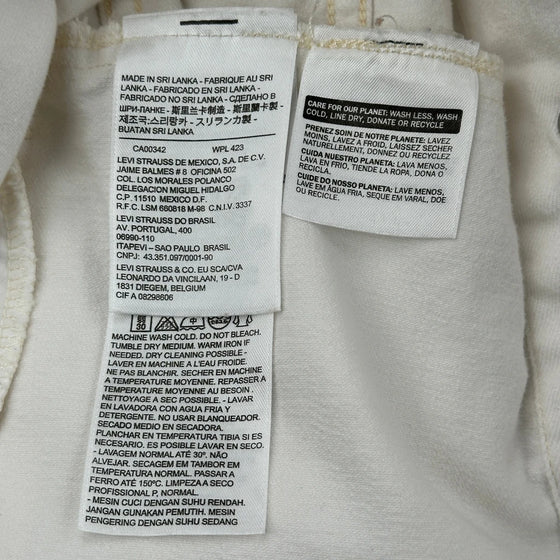 MADE IN SRI LANKA - FABRIQUE AU SRI
LANKA - FABRICADO EN SRI LANKA -
FABRICADO NO SRI LANKA - СДЕЛАНО В
ШРИ-ЛАНКЕ - 斯里兰卡制造 - 斯里蘭卡製造 -
제조국:스리랑카 - スリランカ製 -
BUATAN SRI LANKA
CA00342 WPL 423
LEVI STRAUSS DE MEXICO, S.A. DE C.V.
JAIME BALMES # 8 OFICINA 502
COL. LOS MORALES POLANCO
DELEGACION MIGUEL HIDALGO
C.P. 11510 MEXICO D.F.
R.F.C. LSM 660818 M-98 C.N.I.V. 3337
LEVI STRAUSS DO BRASIL
AV. PORTUGAL, 400
06990-110
ITAPEVI – SAO PAULO BRASIL
CNPJ: 43.351.097/0001-90
LEVI STRAUSS & CO. EU SCA/CVA
LEONARDO DA VINCILAAN, 19 - D
1831 DIEGEM, BELGIUM
CIF A 08298606
CARE FOR OUR PLANET: WASH LESS, WASH
COLD, LINE DRY, DONATE OR RECYCLE
PRENEZ SOIN DE NOTRE PLANETE: LAVEZ
MOINS, LAVEZ A FROID, LAISSEZ SECHER
NATURELLEMENT, DONNEZ OU RECYCLEZ
CUIDA NUESTRO PLANETA: LAVA MENOS,
LAVA EN FRIO, TIENDE LA ROPA, DONA O
RECICLA
CUIDE DO NOSSO PLANETA: LAVE MENOS,
LAVE EM ÁGUA FRIA, SEQUE EM VARAL, DOE
OU RECICLE.
30
MACHINE WASH COLD. DO NOT BLEACH.
TUMBLE DRY MEDIUM. WARM IRON IF
NEEDED. DRY CLEANING POSSIBLE -
LAVER EN MACHINE A L'EAU FROIDE.
NE PAS BLANCHIR. SECHER EN MACHINE
A TEMPERATURE MOYENNE. REPASSER A
TEMPERATURE MOYENNE AU BESOIN .
NETTOYAGE A SEC POSSIBLE. - LAVAR
EN LAVADORA CON AGUA FRIA Y
DETERGENTE. NO USAR BLANQUEADOR.
SECADO MEDIO EN SECADORA.
PLANCHAR EN TEMPERATURA TIBIA SI ES
NECESARIO. ES POSIBLE LAVAR EN SECO.
- LAVAGEM NORMAL ATÉ 30º. NÃO
ALVEJAR. SECAGEM EM TAMBOR EM
TEMPERATURA NORMAL. PASSAR A
FERRO ATÉ 150ºC. LIMPEZA A SECO
PROFISSIONAL P, NORMAL.
- MESIN CUCI DENGAN SUHU RENDAH.
JANGAN GUNAKAN PEMUTIH. MESIN
PENGERING DENGAN SUHU SEDANG